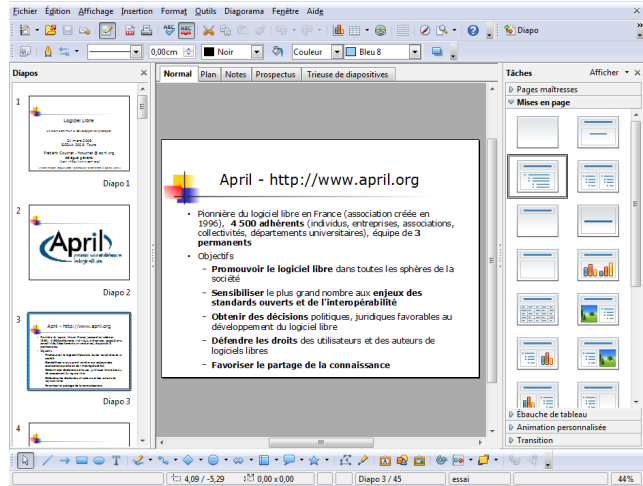 Fichier Édition Affichage Insertion Format Outils Diaporama Fenêtre Aide
Diapo
0,00cm Noir Couleur Bleu 8
Diapos
Normal Plan Notes Prospectus Trieuse de diapositives
Tâches Afficher
Pages maîtresses
Mises en page
1
Logiciel Libre
Diapo 1
2
April
Diapo 2
3
April - http://www.april.org
Diapo 3
4
April - http://www.april.org
• Pionnière du logiciel libre en France (association créée en
1996), 4 500 adhérents (individus, entreprises, associations,
collectivités, départements universitaires), équipe de 3
permanents
• Objectifs
– Promouvoir le logiciel libre dans toutes les sphères de la
société
– Sensibiliser le plus grand nombre aux enjeux des
standards ouverts et de l'interopérabilité
– Obtenir des décisions politiques, juridiques favorables au
développement du logiciel libre
– Défendre les droits des utilisateurs et des auteurs de
logiciels libres
– Favoriser le partage de la connaissance
Ébauche de tableau
Animation personnalisée
Transition
4,09 / -5,29 0,00 x 0,00 Diapo 3 / 45 essai 44%